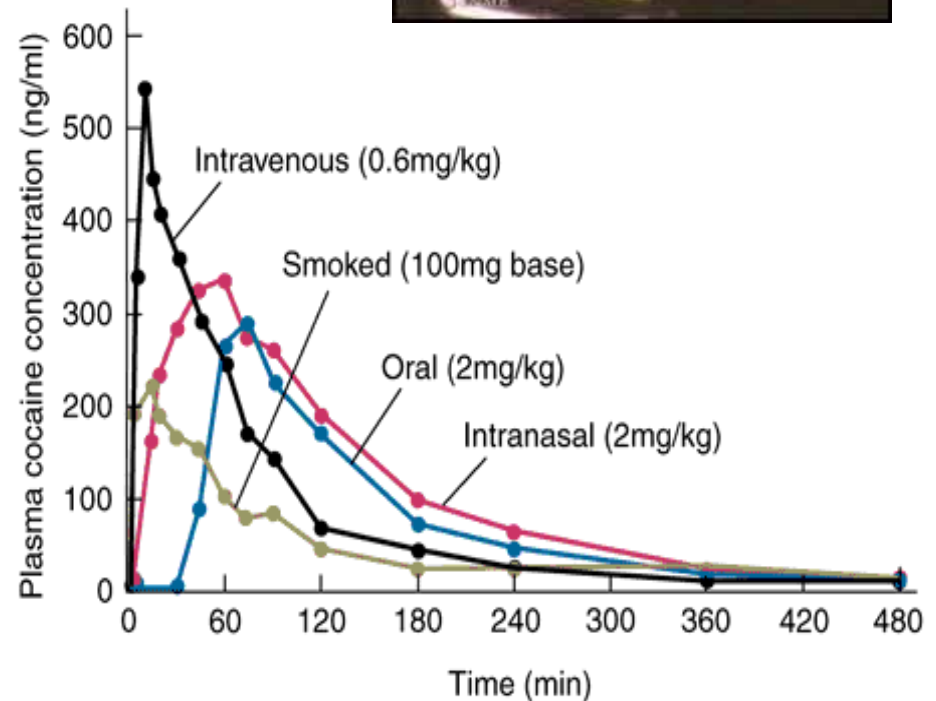 Plasma cocaine concentration (ng/ml)
600
500
400
300
200
100
0
Intravenous (0.6mg/kg)
Smoked (100mg base)
Oral (2mg/kg)
Intranasal (2mg/kg)
0 60 120 180 240 300 360 420 480
Time (min)